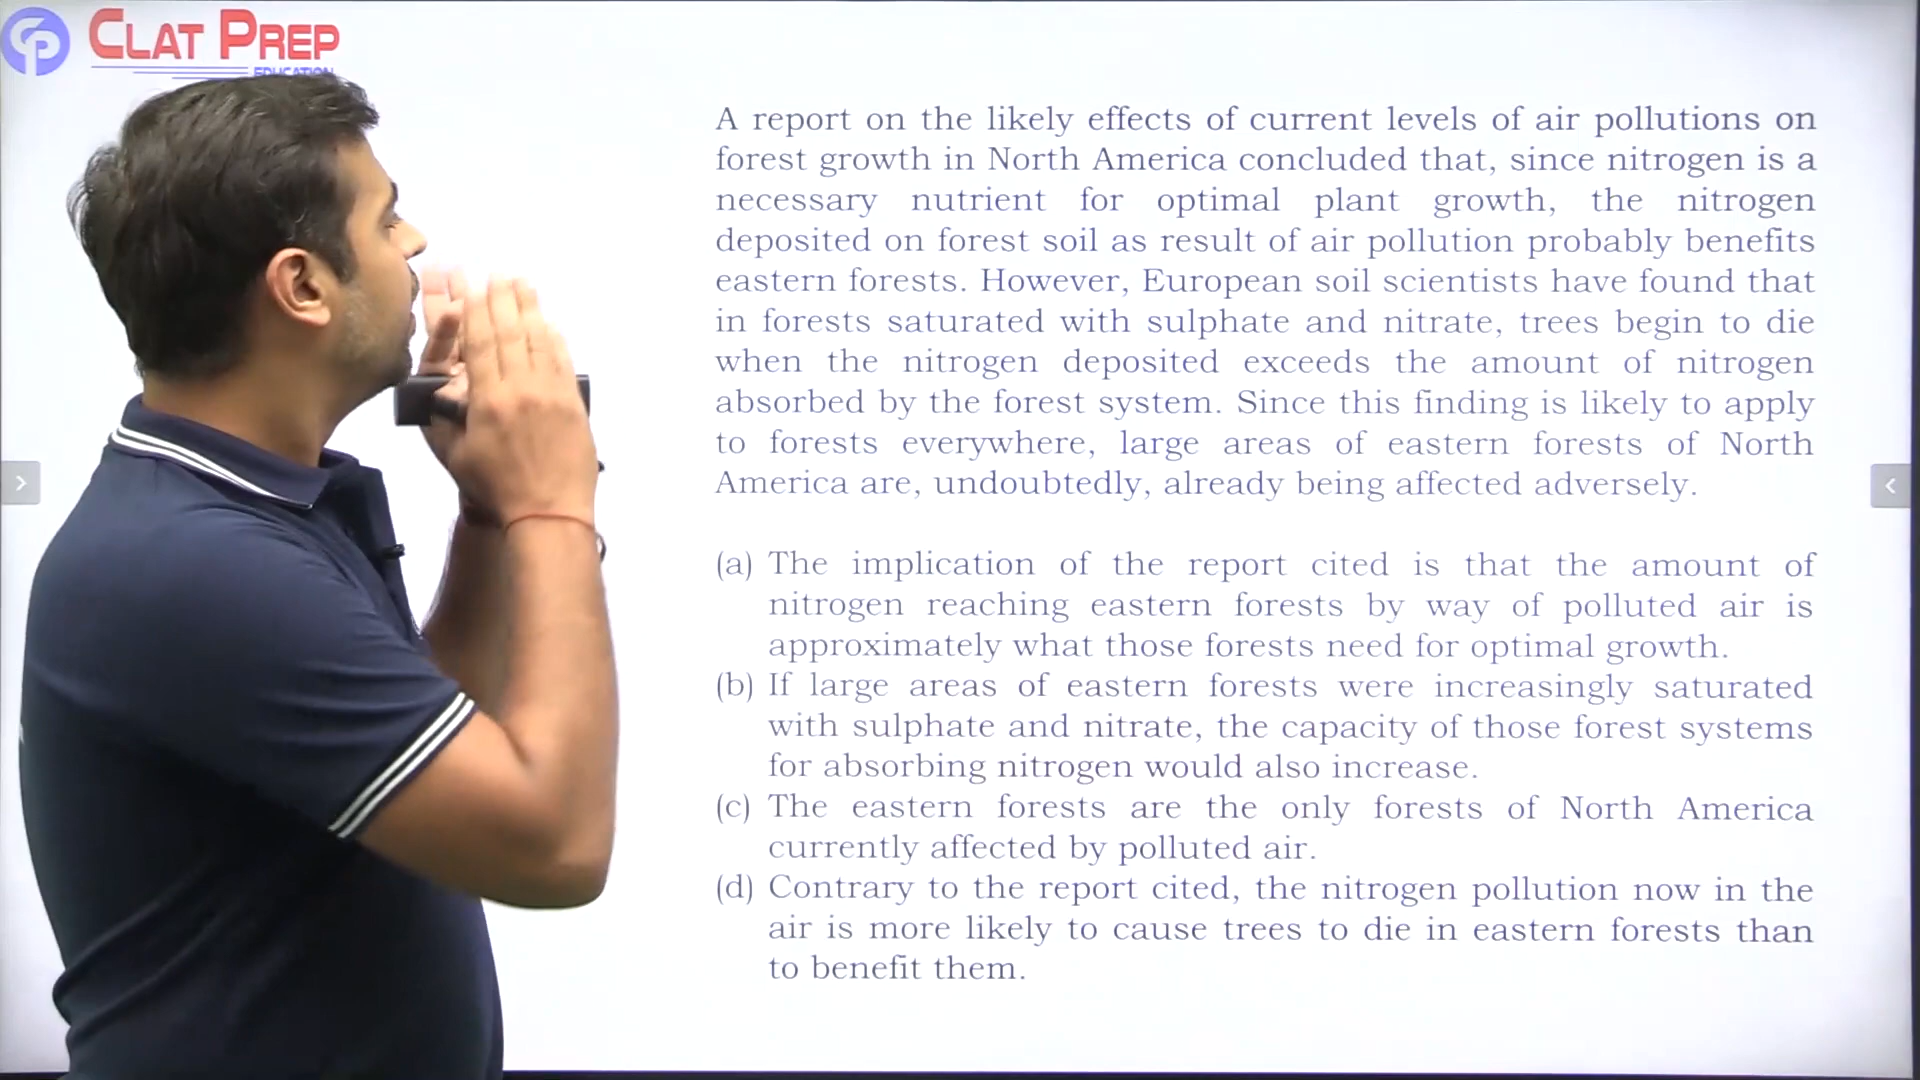 CLAT PREP
EDUCATION
A report on the likely effects of current levels of air pollutions on
forest growth in North America concluded that, since nitrogen is a
necessary nutrient for optimal plant growth, the nitrogen
deposited on forest soil as result of air pollution probably benefits
eastern forests. However, European soil scientists have found that
in forests saturated with sulphate and nitrate, trees begin to die
when the nitrogen deposited exceeds the amount of nitrogen
absorbed by the forest system. Since this finding is likely to apply
to forests everywhere, large areas of eastern forests of North
America are, undoubtedly, already being affected adversely.
(a) The implication of the report cited is that the amount of
nitrogen reaching eastern forests by way of polluted air is
approximately what those forests need for optimal growth.
(b) If large areas of eastern forests were increasingly saturated
with sulphate and nitrate, the capacity of those forest systems
for absorbing nitrogen would also increase.
(c) The eastern forests are the only forests of North America
currently affected by polluted air.
(d) Contrary to the report cited, the nitrogen pollution now in the
air is more likely to cause trees to die in eastern forests than
to benefit them.